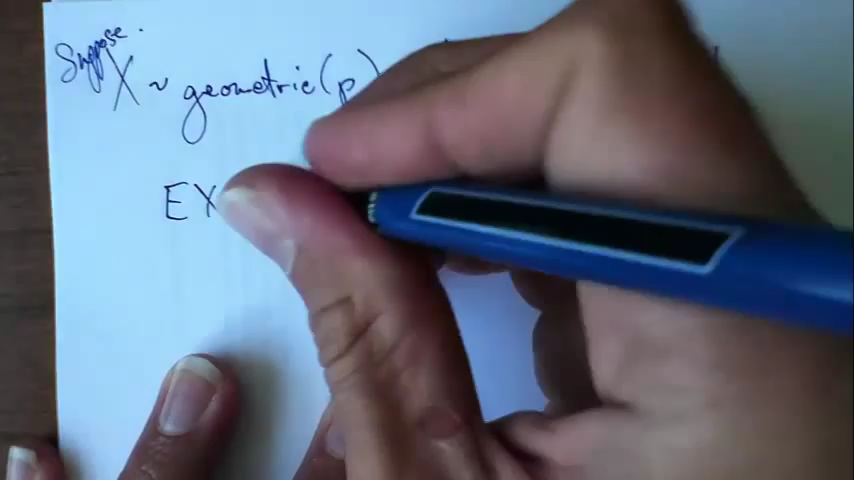 Suppose.
X ~ geometric(p)
EX